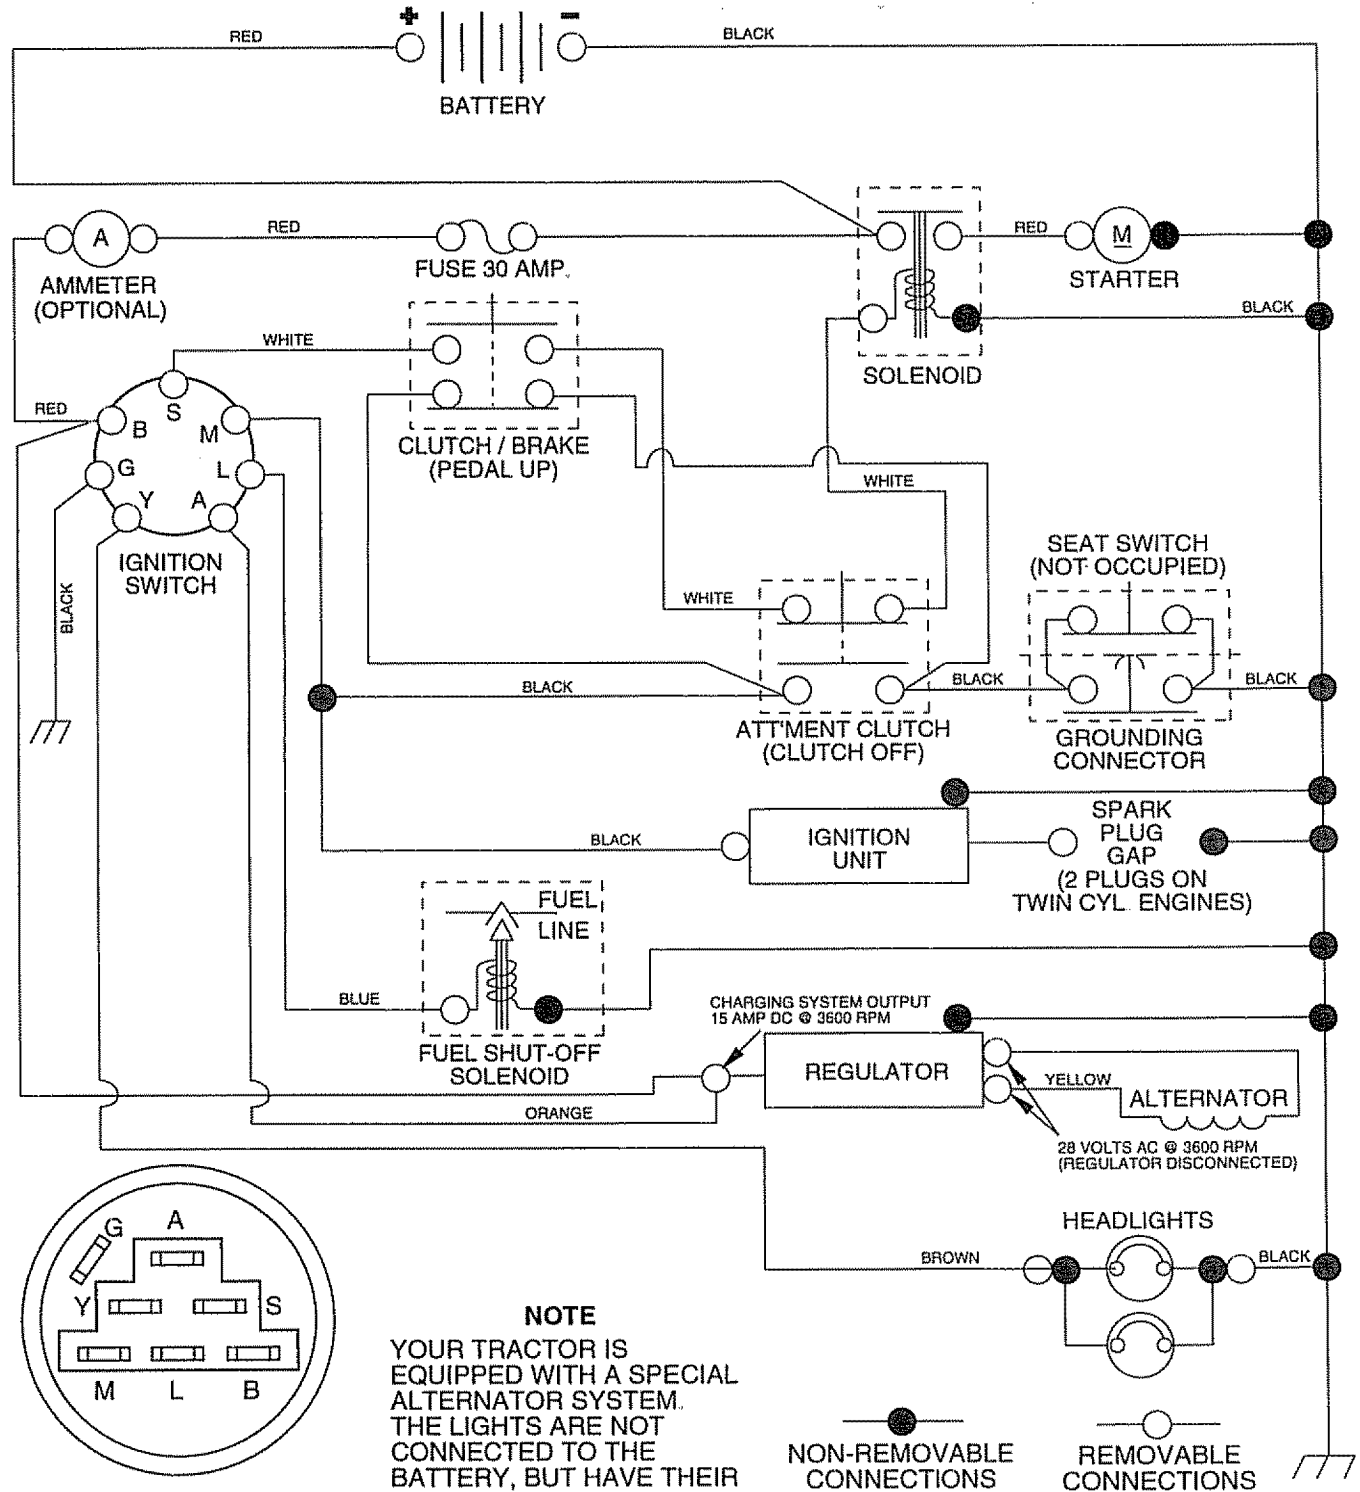 + -
RED
BLACK
BATTERY
RED
RED
A
M
AMMETER
(OPTIONAL)
FUSE 30 AMP.
STARTER
BLACK
WHITE
SOLENOID
RED
S
B
M
G
L
Y
A
CLUTCH / BRAKE
(PEDAL UP)
WHITE
IGNITION
SWITCH
BLACK
WHITE
SEAT SWITCH
(NOT OCCUPIED)
BLACK
BLACK
BLACK
ATT'MENT CLUTCH
(CLUTCH OFF)
GROUNDING
CONNECTOR
BLACK
IGNITION
UNIT
SPARK
PLUG
GAP
(2 PLUGS ON
TWIN CYL. ENGINES)
FUEL
LINE
BLUE
FUEL SHUT-OFF
SOLENOID
CHARGING SYSTEM OUTPUT
15 AMP DC @ 3600 RPM
REGULATOR
YELLOW
ALTERNATOR
ORANGE
28 VOLTS AC @ 3600 RPM
(REGULATOR DISCONNECTED)
HEADLIGHTS
BROWN
BLACK
G
A
Y
S
M L B
NOTE
YOUR TRACTOR IS
EQUIPPED WITH A SPECIAL
ALTERNATOR SYSTEM.
THE LIGHTS ARE NOT
CONNECTED TO THE
BATTERY, BUT HAVE THEIR
NON-REMOVABLE
CONNECTIONS
REMOVABLE
CONNECTIONS